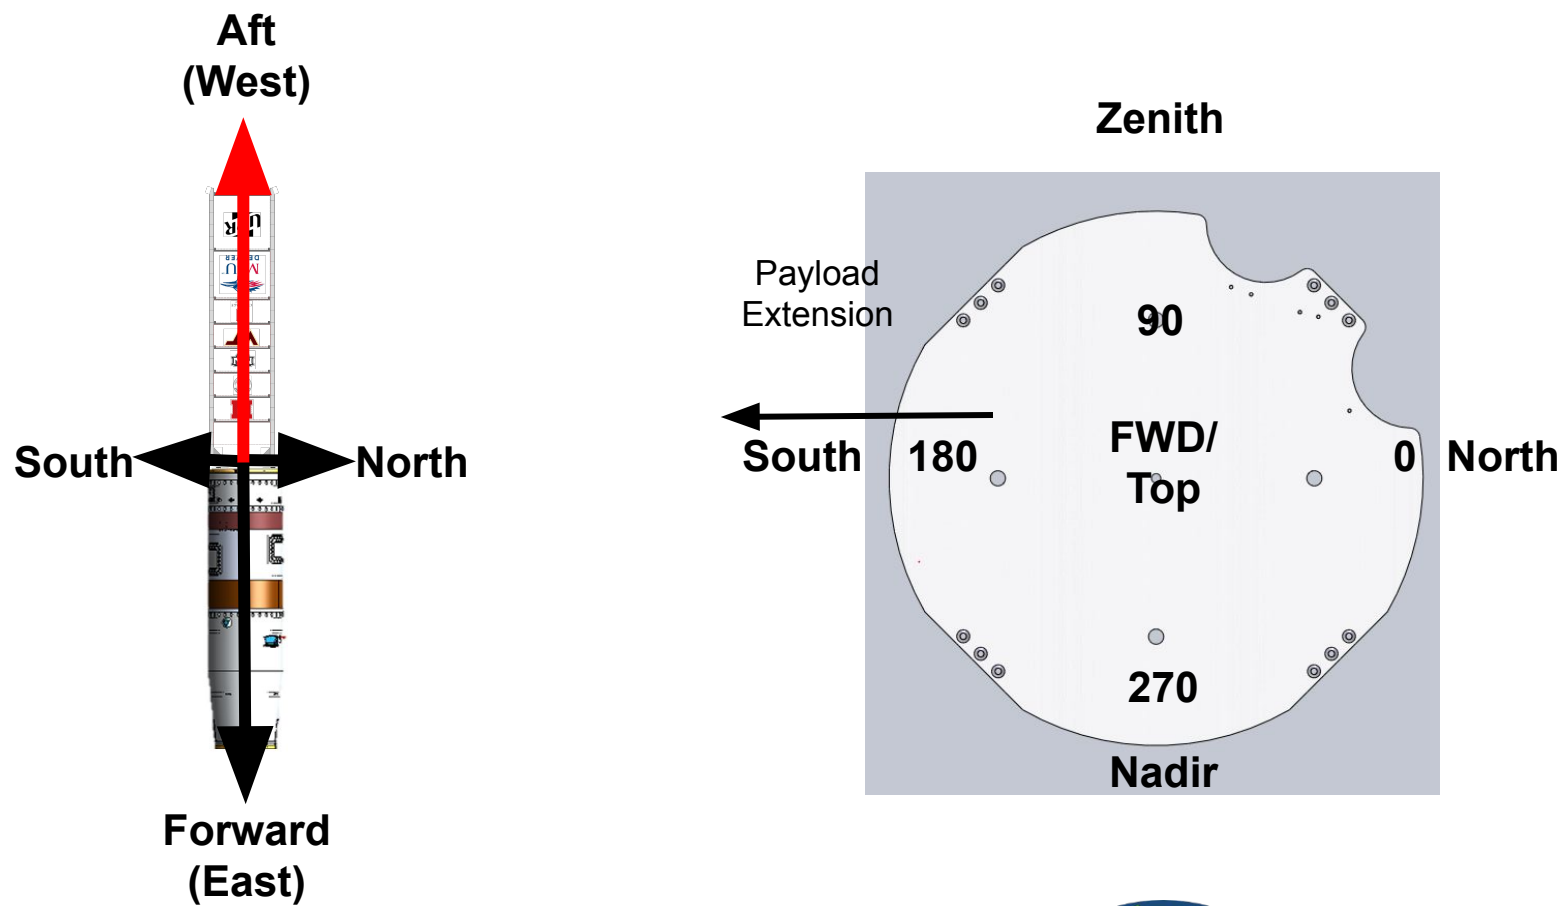 Aft
(West)
South
North
Forward
(East)
Zenith
Payload
Extension
90
South
180
FWD/
Top
0
North
270
Nadir